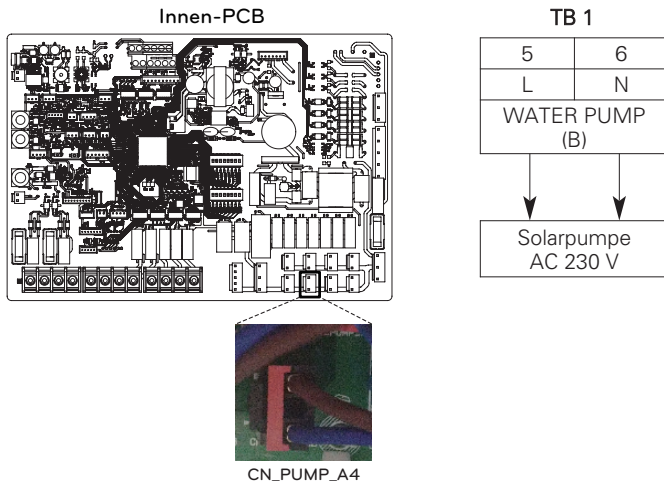 Innen-PCB
TB 1
5 6
L N
WATER PUMP
(B)
Solarpumpe
AC 230 V
CN_PUMP_A4